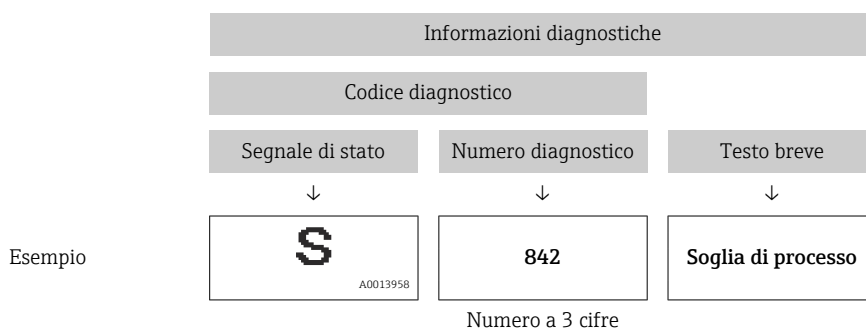 Informazioni diagnostiche
Codice diagnostico
Segnale di stato Numero diagnostico Testo breve
↓ ↓ ↓
Esempio S 842 Soglia di processo
A0013958
Numero a 3 cifre